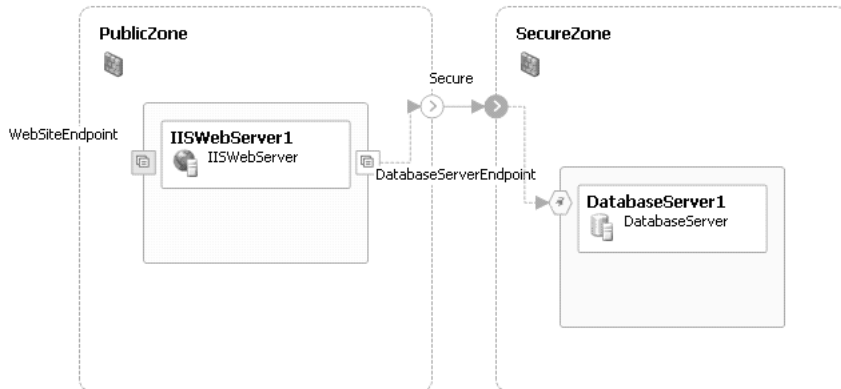 PublicZone
SecureZone
Secure
WebSiteEndpoint
IISWebServer1
IISWebServer
DatabaseServerEndpoint
DatabaseServer1
DatabaseServer